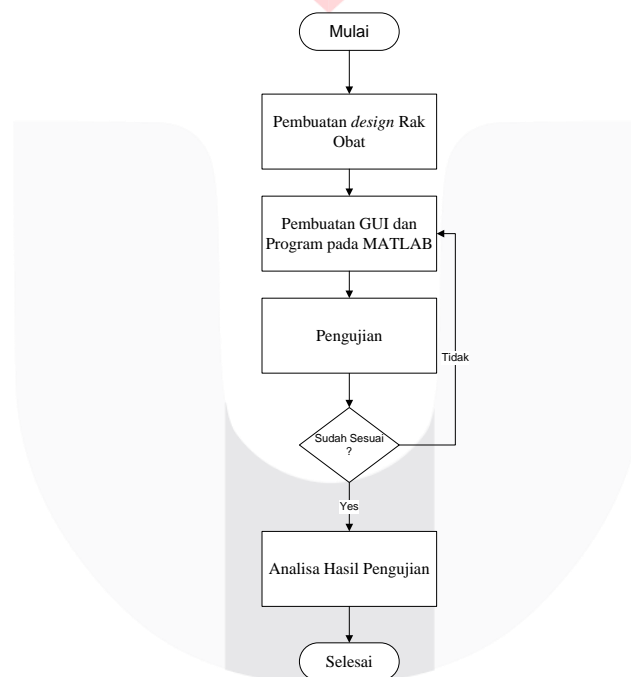 Mulai
Pembuatan design Rak
Obat
Pembuatan GUI dan
Program pada MATLAB
Pengujian
Tidak
Sudah Sesuai
?
Yes
Analisa Hasil Pengujian
Selesai